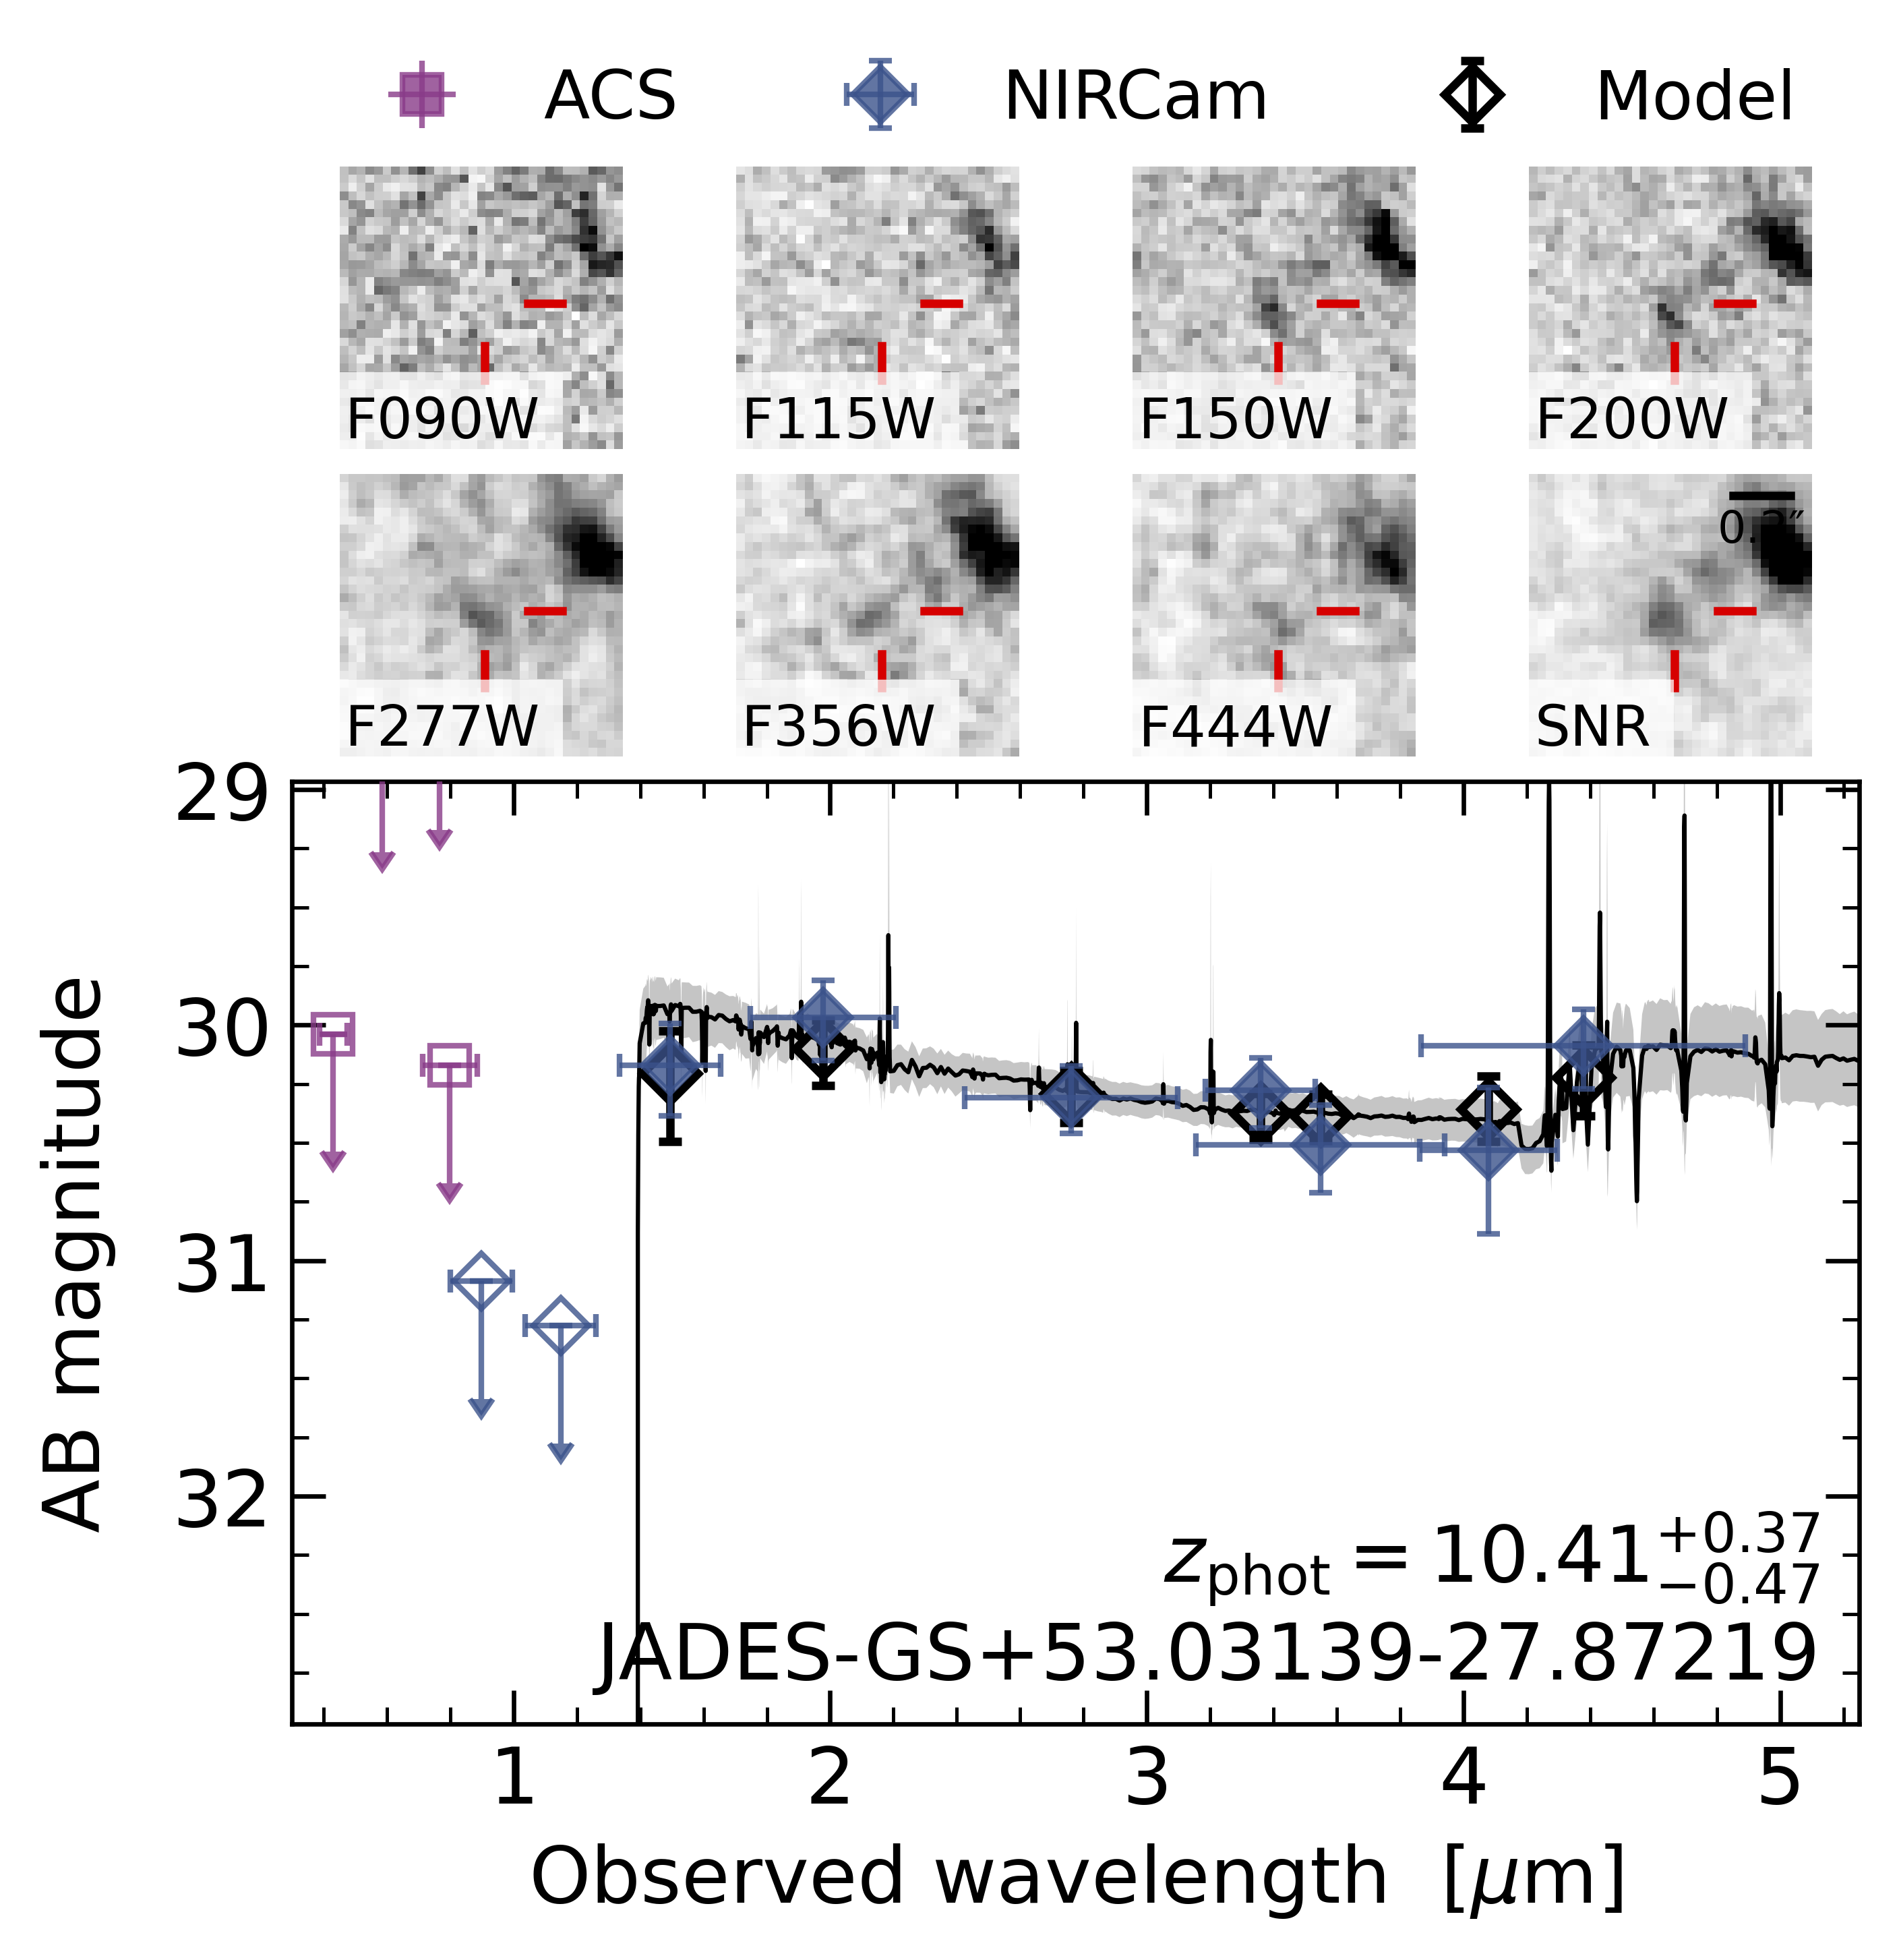 ACS NIRCam Model
F090W F115W F150W F200W
0.2″
F277W F356W F444W SNR
29
30
31
32
AB magnitude
z_phot = 10.41 +0.37 −0.47
JADES-GS+53.03139-27.87219
1 2 3 4 5
Observed wavelength [μm]